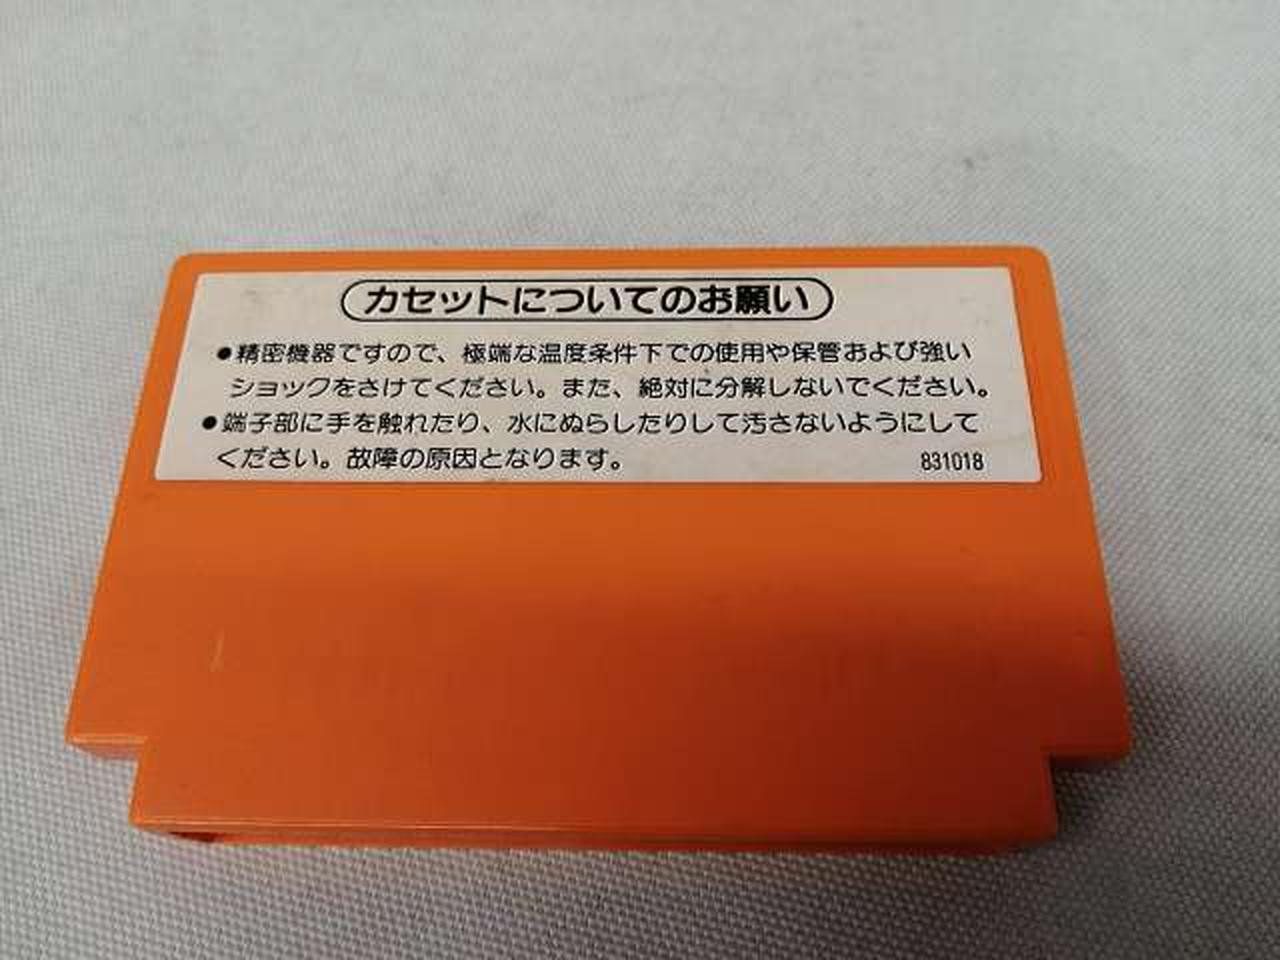 カセットについてのお願い
●精密機器ですので、極端な温度条件下での使用や保管および強い
ショックをさけてください。また、絶対に分解しないでください。
●端子部に手を触れたり、水にぬらしたりして汚さないようにして
ください。故障の原因となります。 831018